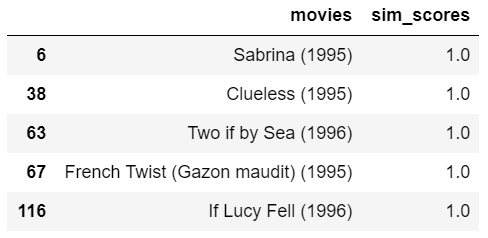 movies sim_scores
6 Sabrina (1995) 1.0
38 Clueless (1995) 1.0
63 Two if by Sea (1996) 1.0
67 French Twist (Gazon maudit) (1995) 1.0
116 If Lucy Fell (1996) 1.0